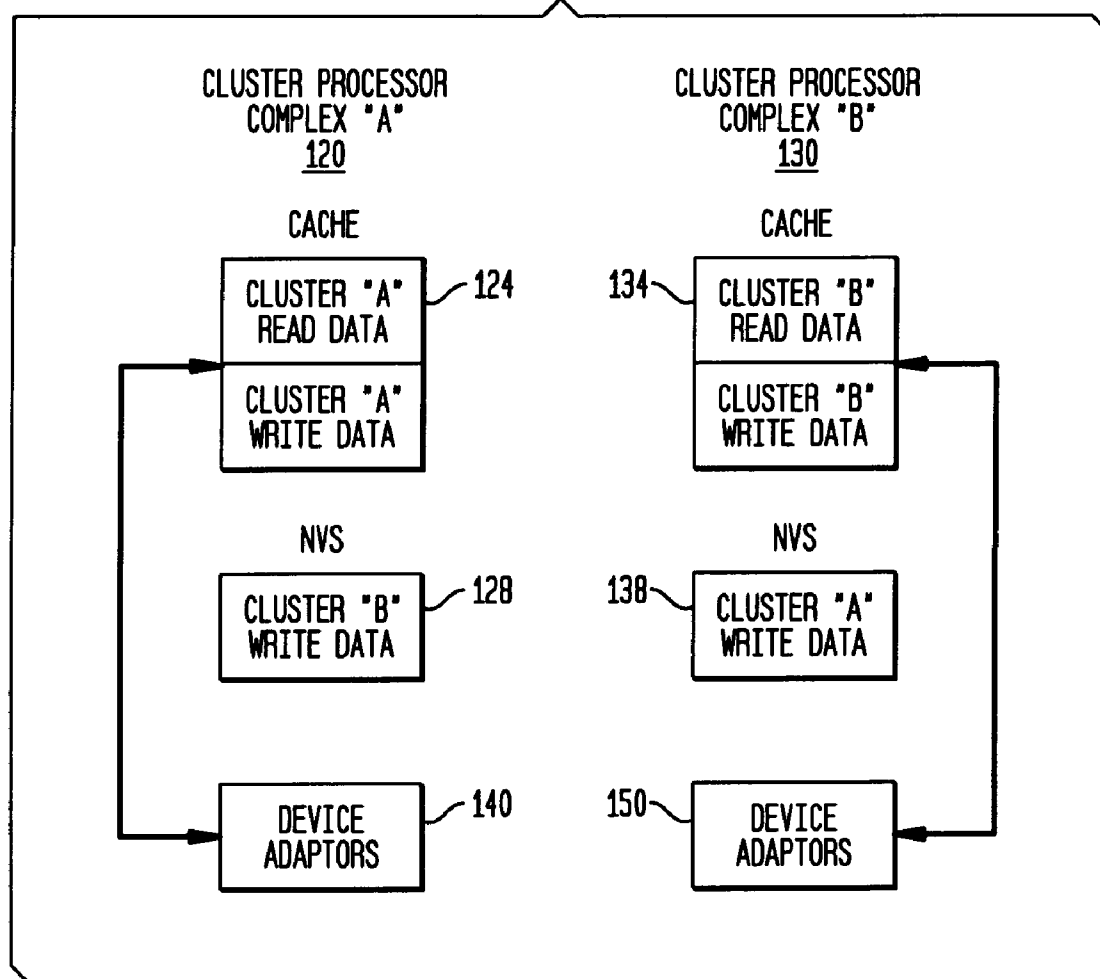 CLUSTER PROCESSOR
COMPLEX "A"
120
CACHE
CLUSTER "A"
READ DATA
124
CLUSTER "A"
WRITE DATA
NVS
CLUSTER "B"
WRITE DATA
128
DEVICE
ADAPTORS
140
CLUSTER PROCESSOR
COMPLEX "B"
130
CACHE
134
CLUSTER "B"
READ DATA
CLUSTER "B"
WRITE DATA
NVS
138
CLUSTER "A"
WRITE DATA
150
DEVICE
ADAPTORS